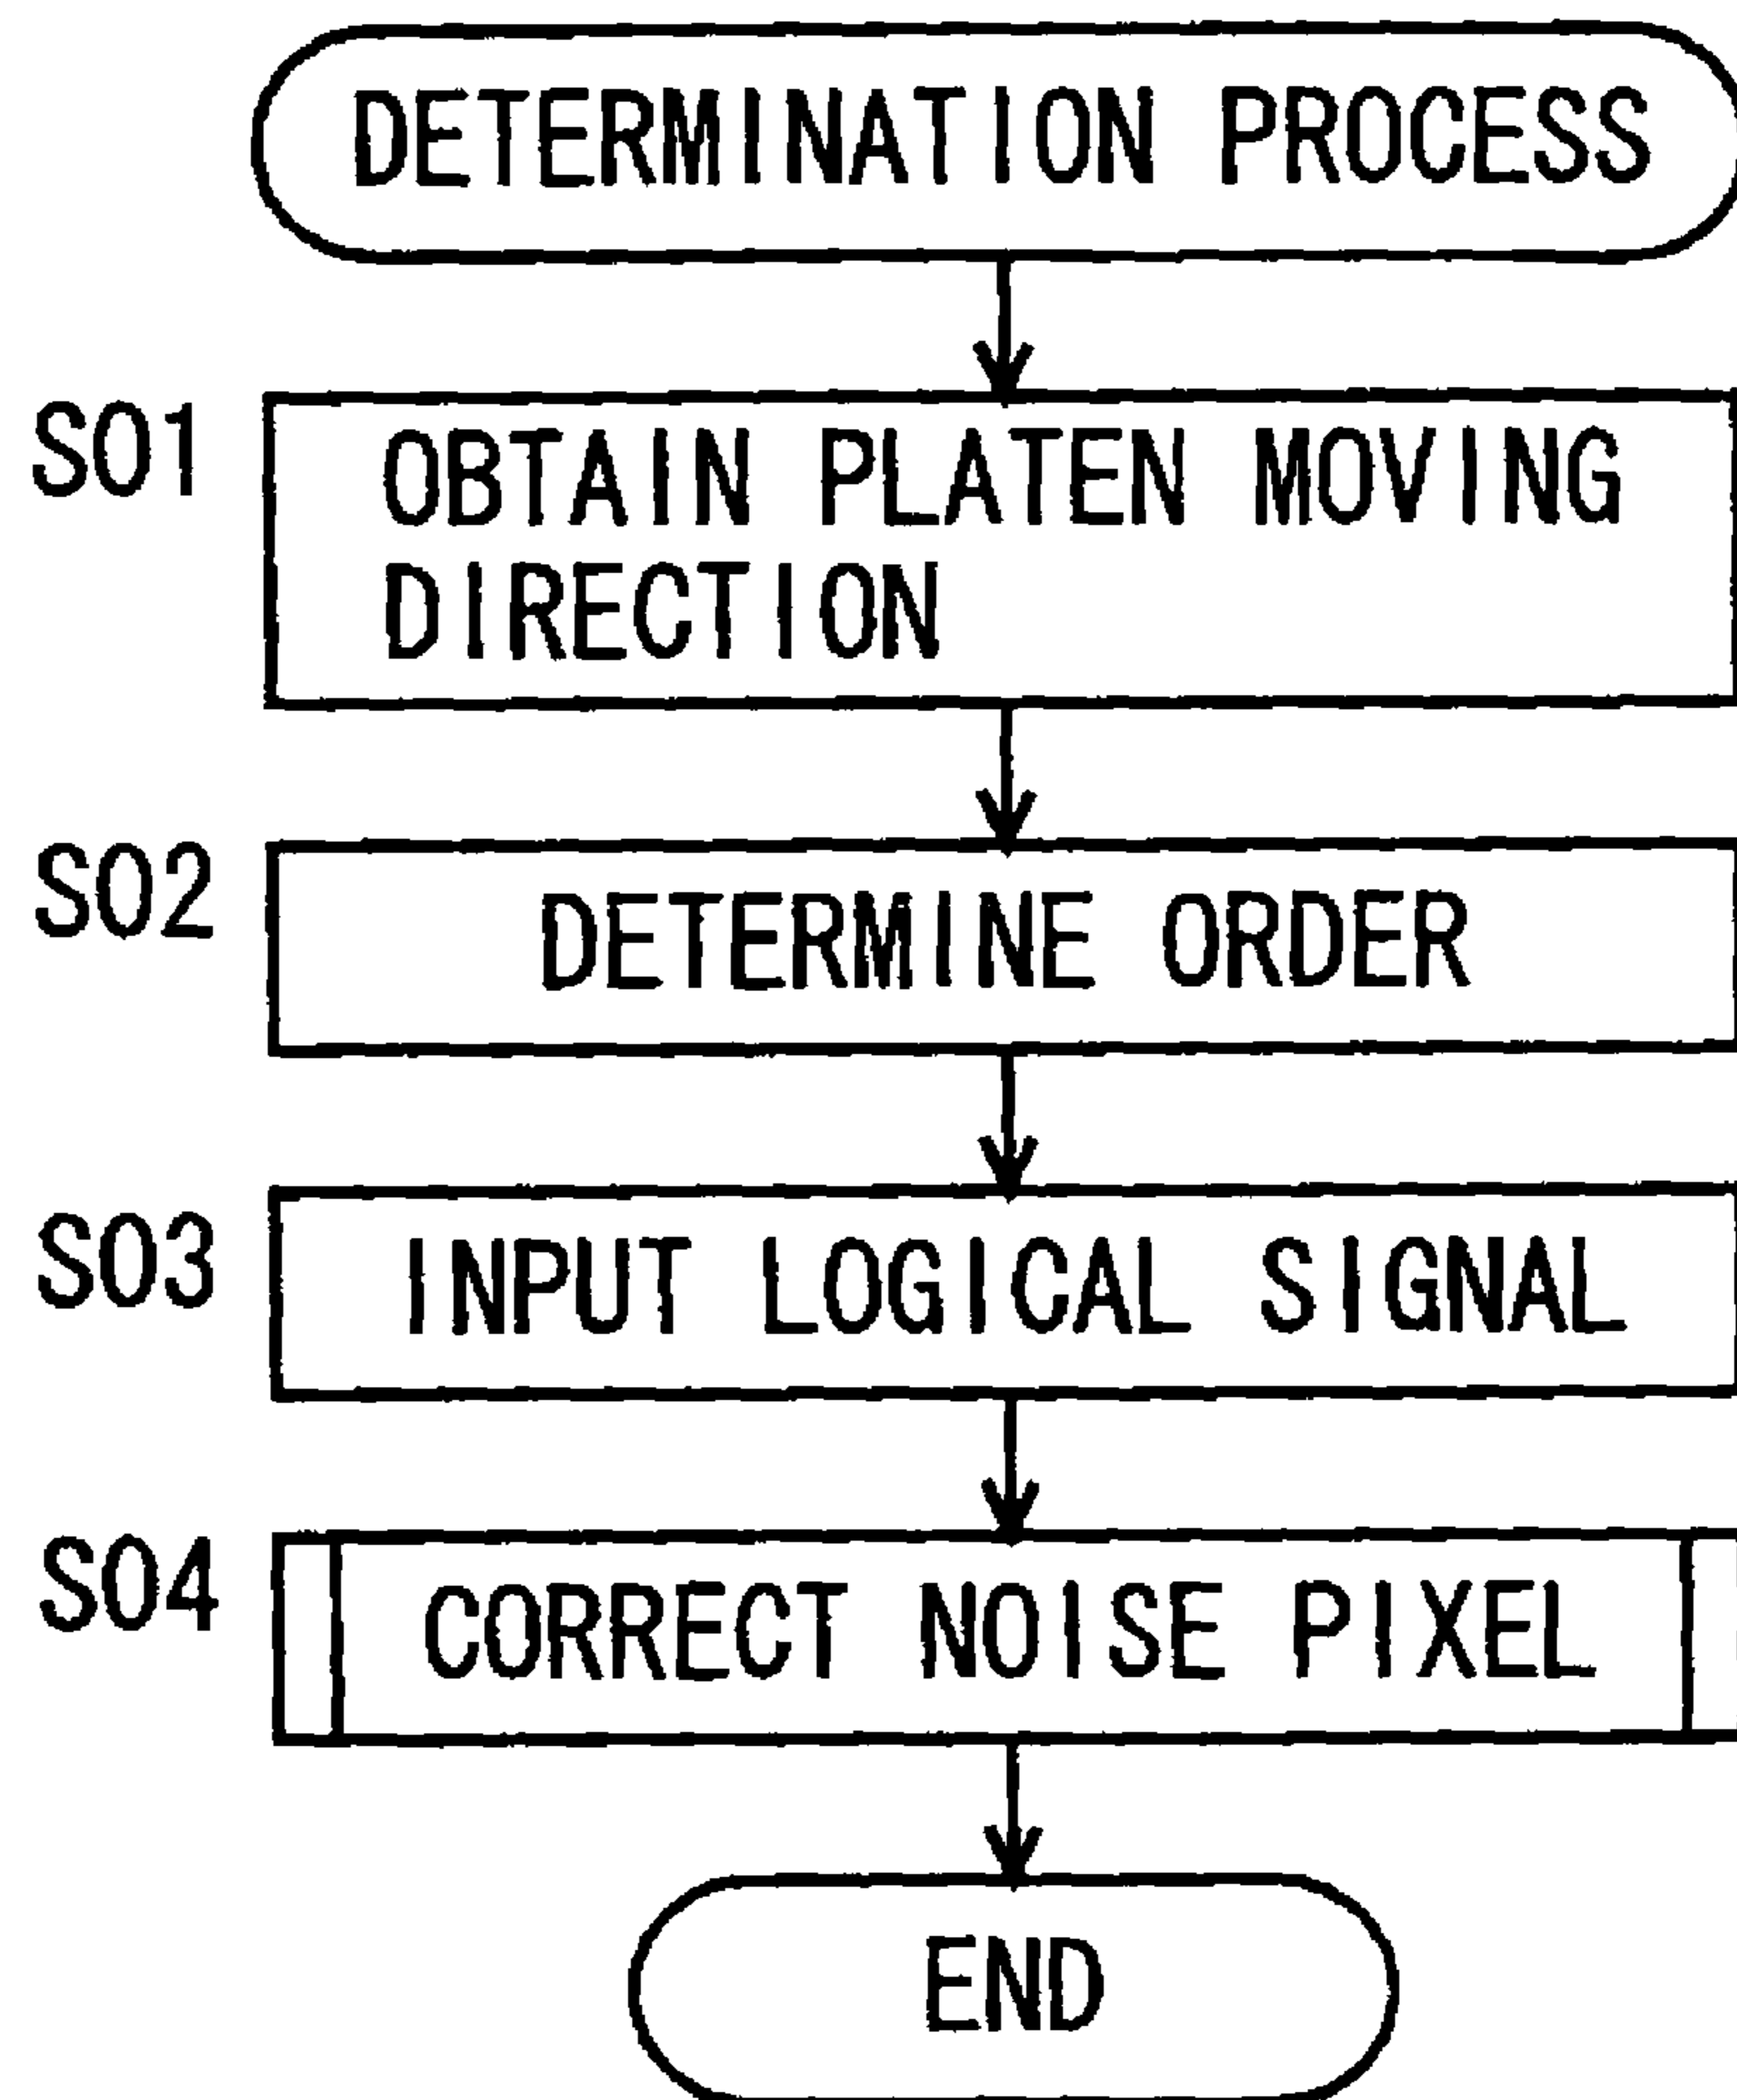 DETERMINATION PROCESS
S01
OBTAIN PLATEN MOVING
DIRECTION
S02
DETERMINE ORDER
S03
INPUT LOGICAL SIGNAL
S04
CORRECT NOISE PIXEL
END